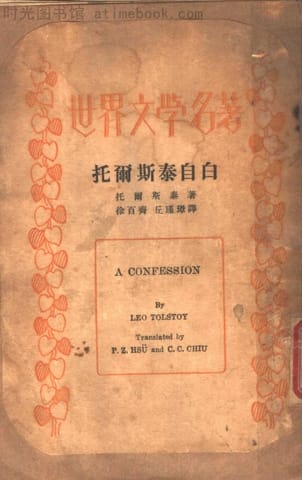 时光图书馆 - atimebook.com
世界文學名著
托爾斯泰自白
托爾斯泰著
徐百齊 丘瑾璋譯
A CONFESSION
By
LEO TOLSTOY
Translated by
P. Z. HSÜ and C. C. CHIU